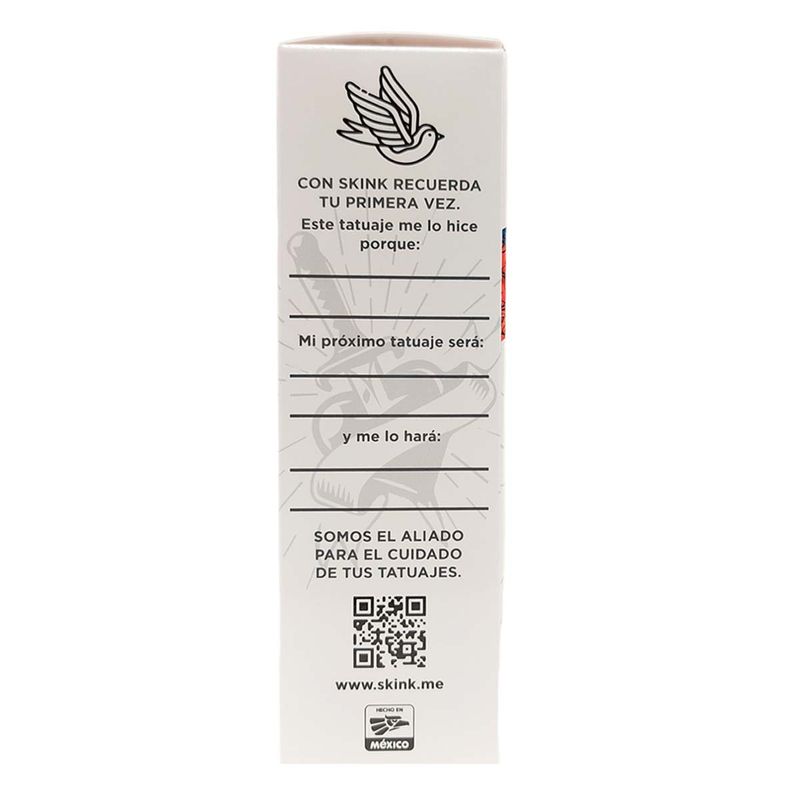 CON SKINK RECUERDA
TU PRIMERA VEZ.
Este tatuaje me lo hice
porque:
Mi próximo tatuaje será:
y me lo hará:
SOMOS EL ALIADO
PARA EL CUIDADO
DE TUS TATUAJES.
www.skink.me
HECHO EN
MÉXICO